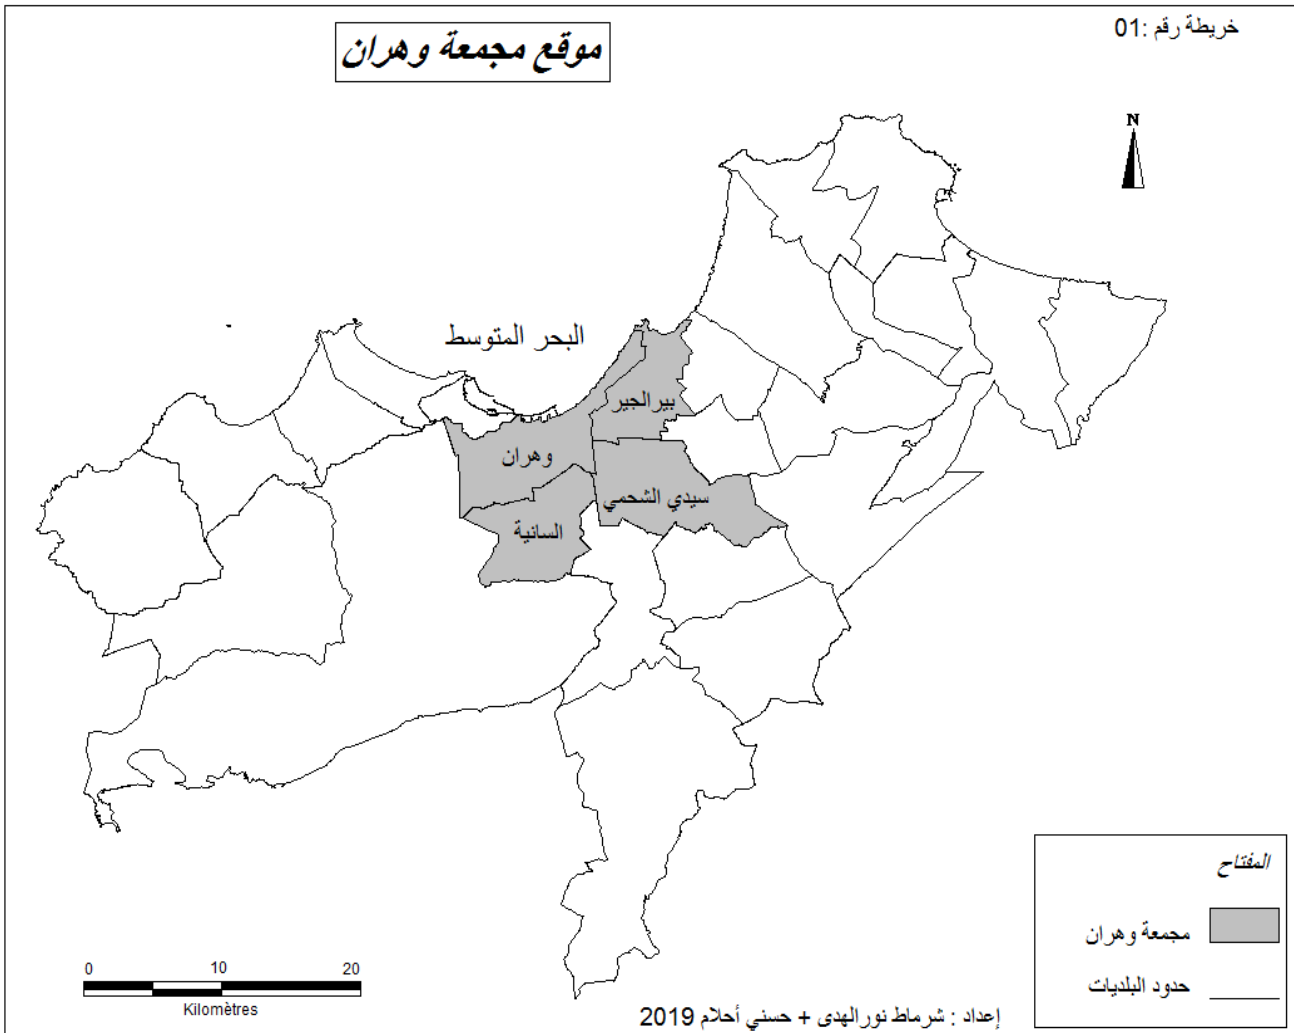 خريطة رقم :01
موقع مجمعة وهران
N
البحر المتوسط
بيرالجير
وهران
سيدي الشحمي
السانية
المفتاح
مجمعة وهران
حدود البلديات
0 10 20
Kilomètres
إعداد : شرماط نورالهدى + حسني أحلام 2019